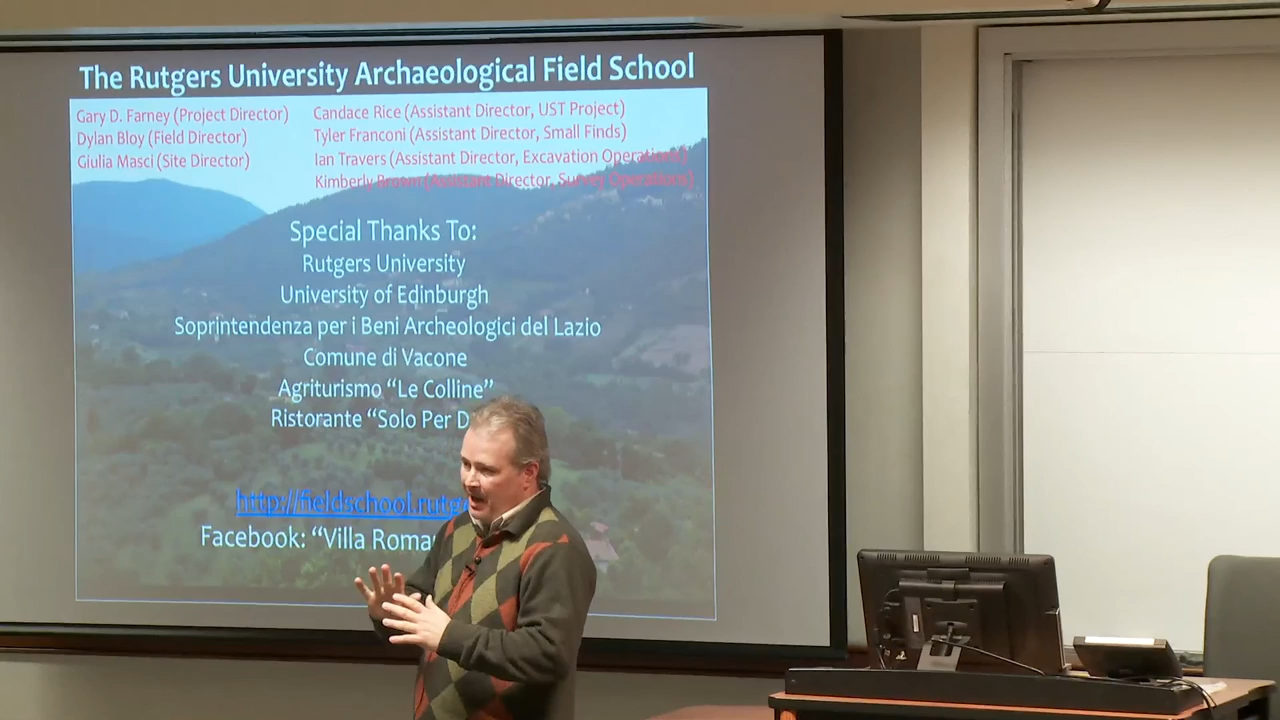 The Rutgers University Archaeological Field School
Gary D. Farney (Project Director)
Dylan Bloy (Field Director)
Giulia Masci (Site Director)
Candace Rice (Assistant Director, UST Project)
Tyler Franconi (Assistant Director, Small Finds)
Ian Travers (Assistant Director, Excavation Operations)
Kimberly Brown (Assistant Director, Survey Operations)
Special Thanks To:
Rutgers University
University of Edinburgh
Soprintendenza per i Beni Archeologici del Lazio
Comune di Vacone
Agriturismo “Le Colline”
Ristorante “Solo Per D
http://fieldschool.rutg
Facebook: “Villa Roma